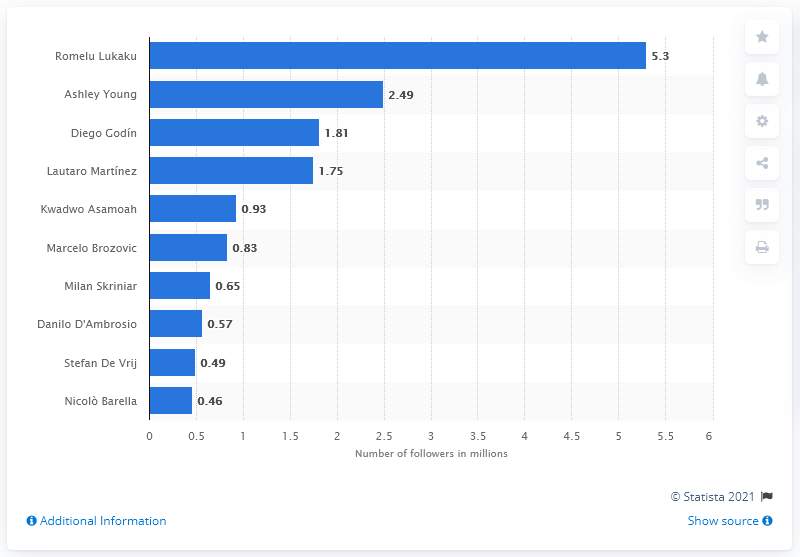 Romelu Lukaku 5.3
Ashley Young 2.49
Diego Godín 1.81
Lautaro Martínez 1.75
Kwadwo Asamoah 0.93
Marcelo Brozovic 0.83
Milan Skriniar 0.65
Danilo D'Ambrosio 0.57
Stefan De Vrij 0.49
Nicolò Barella 0.46
0 0.5 1 1.5 2 2.5 3 3.5 4 4.5 5 5.5 6
Number of followers in millions
© Statista 2021
Additional Information
Show source